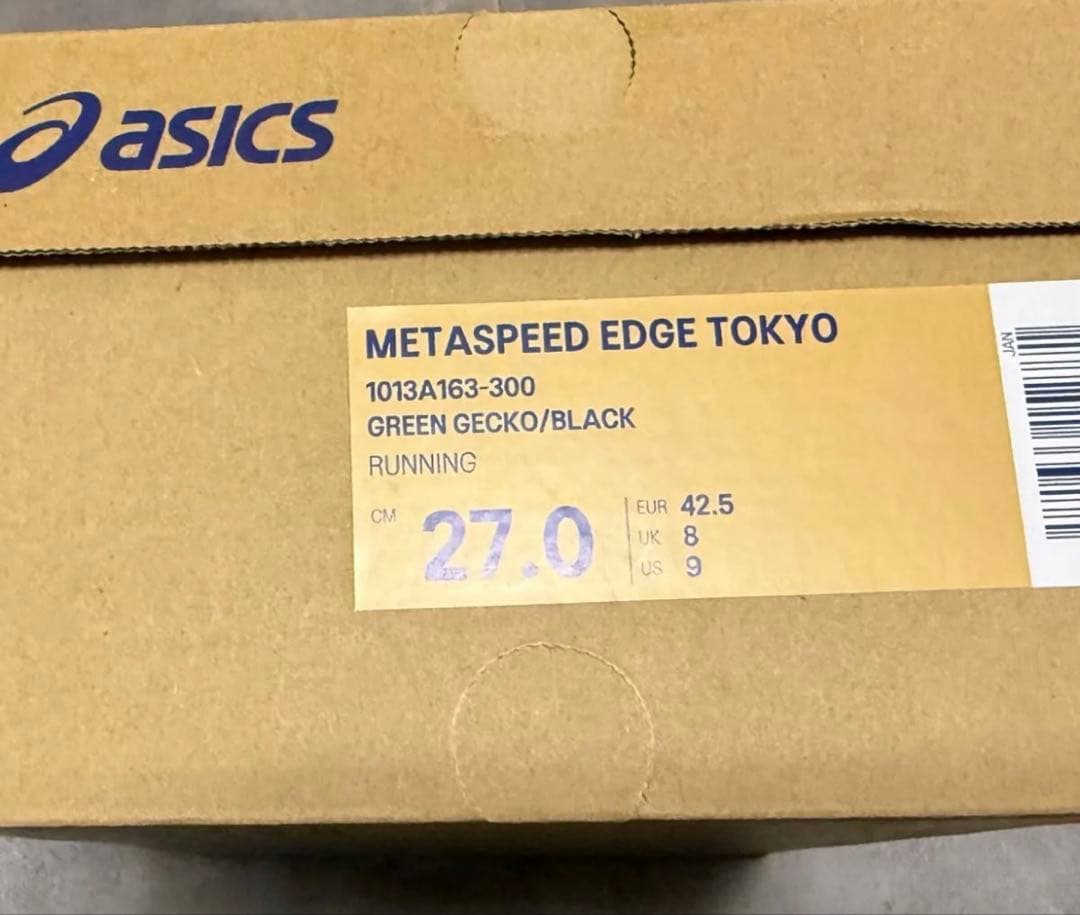 asics
METASPEED EDGE TOKYO
1013A163-300
GREEN GECKO/BLACK
RUNNING
CM 27.0
EUR 42.5
UK 8
US 9
JAN